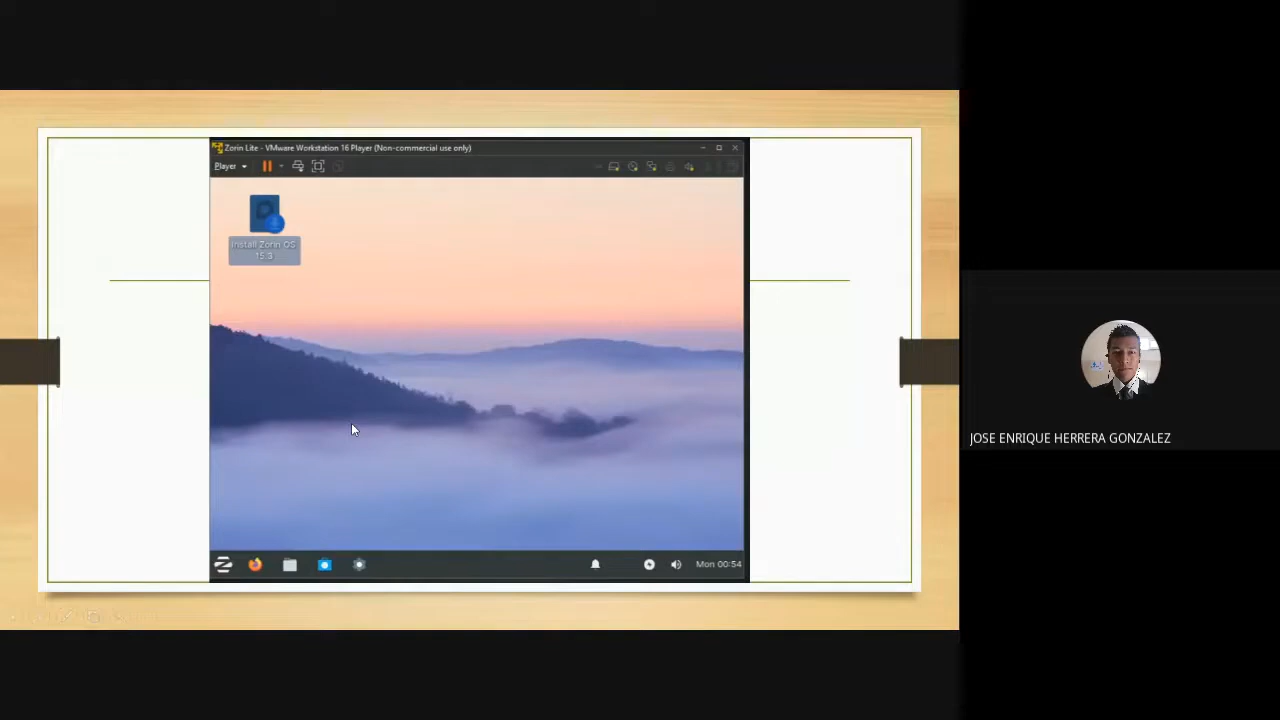 Zorin Lite - VMware Workstation 16 Player (Non-commercial use only)
Player
Install Zorin OS
15.3
Mon 00:54
JOSE ENRIQUE HERRERA GONZALEZ